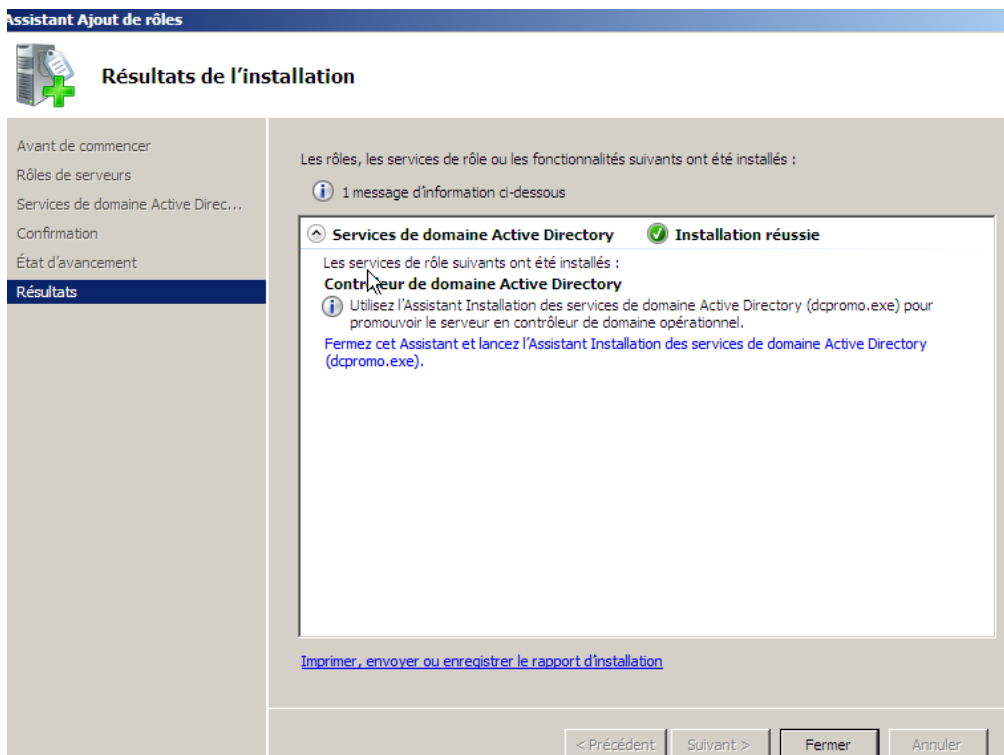 Assistant Ajout de rôles
Résultats de l'installation
Avant de commencer
Rôles de serveurs
Services de domaine Active Direc...
Confirmation
État d'avancement
Résultats
Les rôles, les services de rôle ou les fonctionnalités suivants ont été installés :
1 message d'information ci-dessous
Services de domaine Active Directory
Installation réussie
Les services de rôle suivants ont été installés :
Contrôleur de domaine Active Directory
Utilisez l'Assistant Installation des services de domaine Active Directory (dcpromo.exe) pour
promouvoir le serveur en contrôleur de domaine opérationnel.
Fermez cet Assistant et lancez l'Assistant Installation des services de domaine Active Directory
(dcpromo.exe).
Imprimer, envoyer ou enregistrer le rapport d'installation
< Précédent
Suivant >
Fermer
Annuler